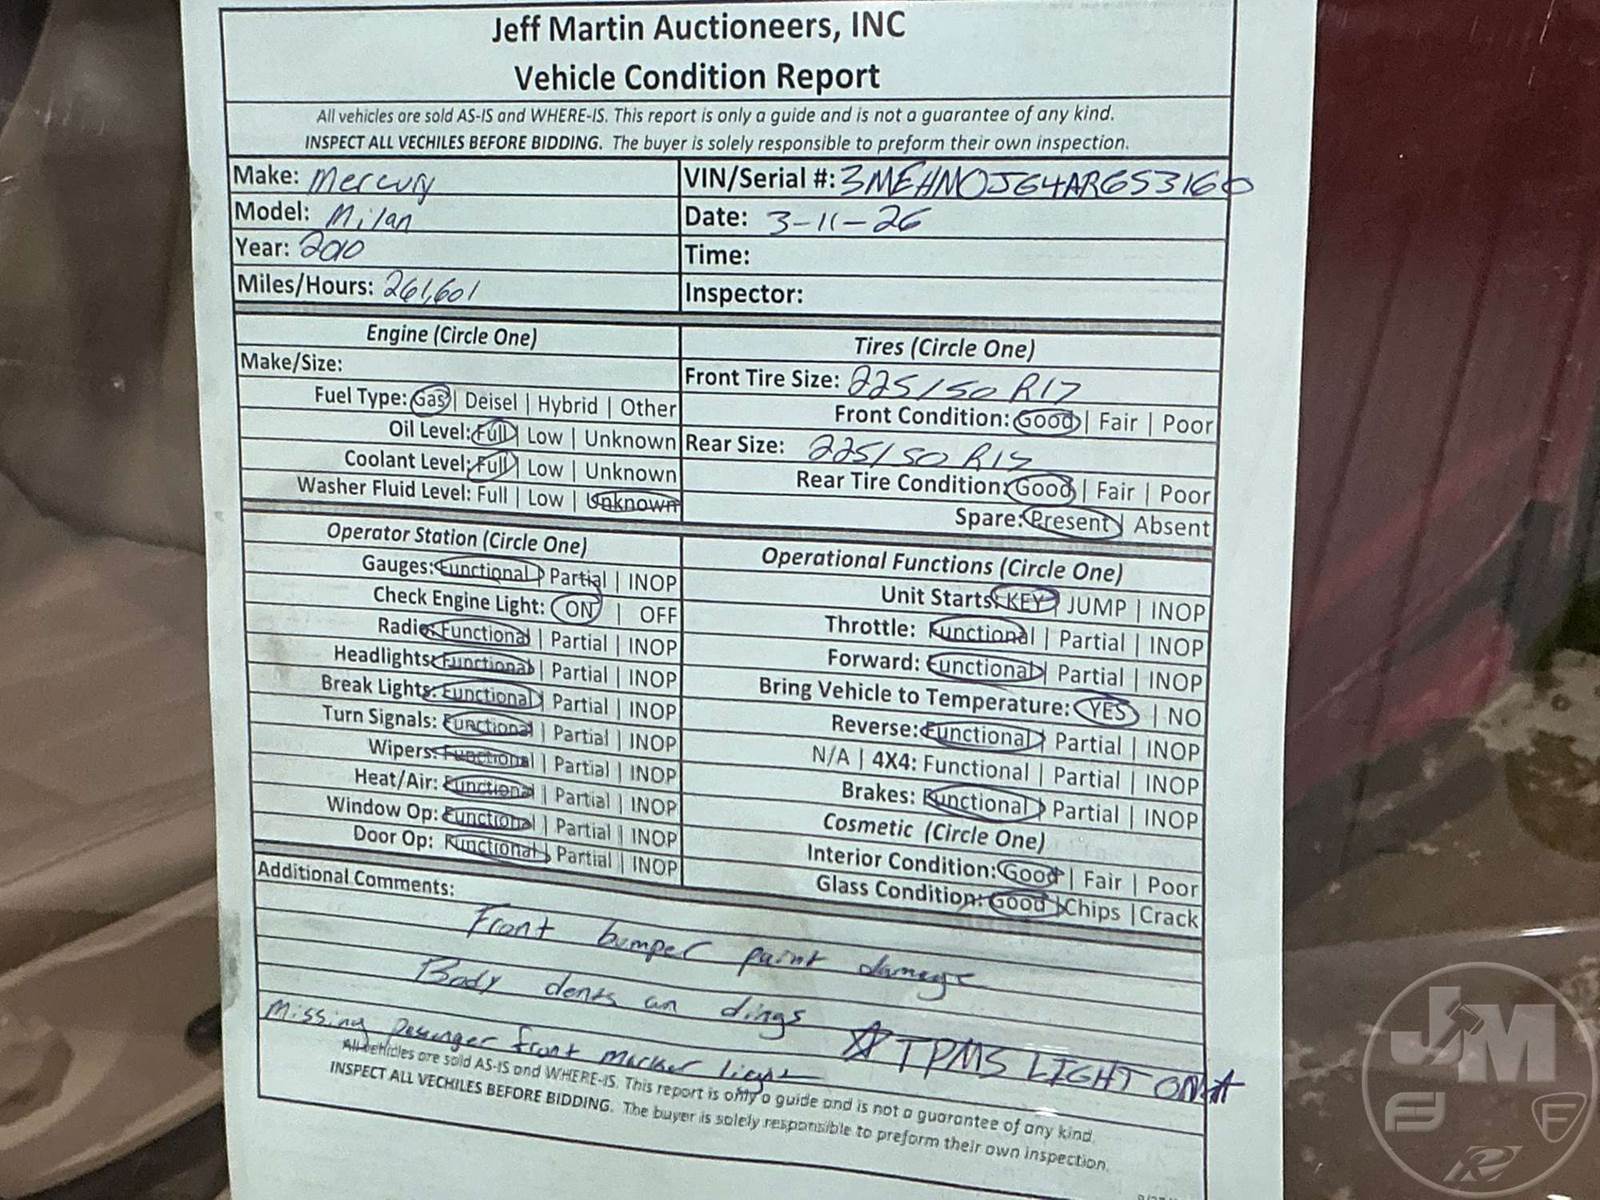 Jeff Martin Auctioneers, INC
Vehicle Condition Report
All vehicles are sold AS-IS and WHERE-IS. This report is only a guide and is not a guarantee of any kind.
INSPECT ALL VECHILES BEFORE BIDDING. The buyer is solely responsible to preform their own inspection.
Make: Mercury
VIN/Serial #: 3MEHM0JG4AR653160
Model: Milan
Date: 3-11-26
Year: 2010
Time:
Miles/Hours: 261,601
Inspector:
Engine (Circle One)
Make/Size:
Fuel Type: Gas | Deisel | Hybrid | Other
Oil Level: Full | Low | Unknown
Coolant Level: Full | Low | Unknown
Washer Fluid Level: Full | Low | Unknown
Tires (Circle One)
Front Tire Size: 225/50 R17
Front Condition: Good | Fair | Poor
Rear Size: 225/50 R17
Rear Tire Condition: Good | Fair | Poor
Spare: Present | Absent
Operator Station (Circle One)
Gauges: Functional | Partial | INOP
Check Engine Light: ON | OFF
Radio: Functional | Partial | INOP
Headlights: Functional | Partial | INOP
Break Lights: Functional | Partial | INOP
Turn Signals: Functional | Partial | INOP
Wipers: Functional | Partial | INOP
Heat/Air: Functional | Partial | INOP
Window Op: Functional | Partial | INOP
Door Op: Functional | Partial | INOP
Operational Functions (Circle One)
Unit Starts: KEY | JUMP | INOP
Throttle: Functional | Partial | INOP
Forward: Functional | Partial | INOP
Bring Vehicle to Temperature: YES | NO
Reverse: Functional | Partial | INOP
N/A | 4X4: Functional | Partial | INOP
Brakes: Functional | Partial | INOP
Cosmetic (Circle One)
Interior Condition: Good | Fair | Poor
Glass Condition: Good | Chips | Crack
Additional Comments:
Front bumper paint damage
Body dents an dings
Missing passenger front marker light
☆TPMS LIGHT ON☆
All vehicles are sold AS-IS and WHERE-IS. This report is only a guide and is not a guarantee of any kind.
INSPECT ALL VECHILES BEFORE BIDDING. The buyer is solely responsible to preform their own inspection.
JM